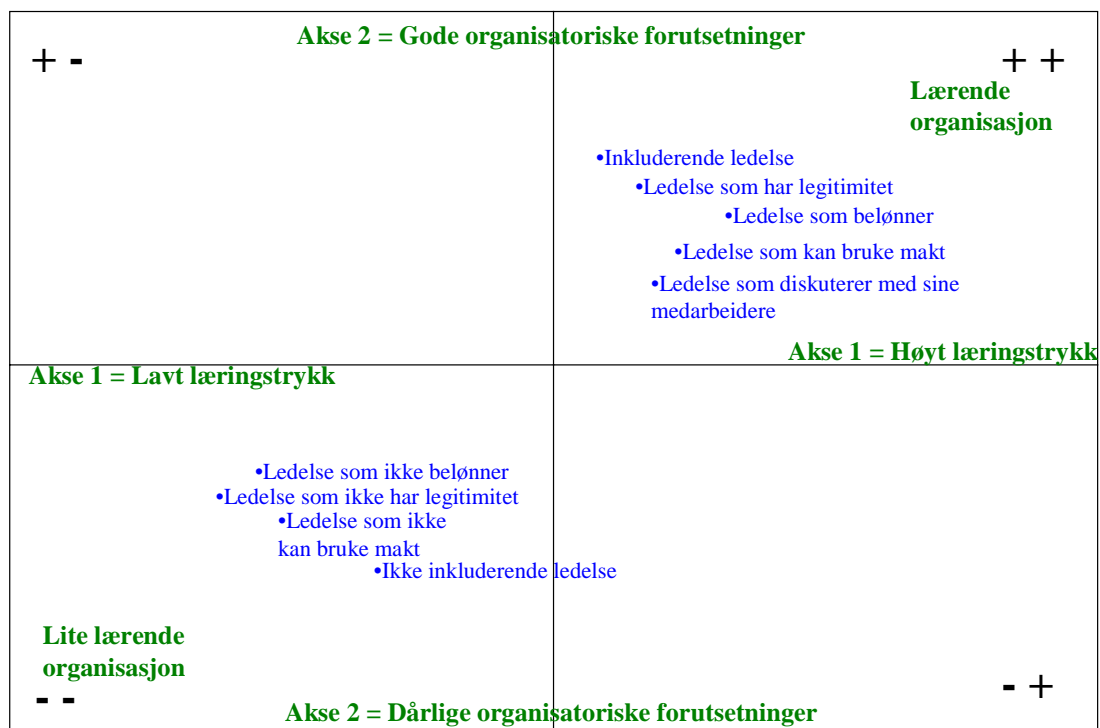 Akse 2 = Gode organisatoriske forutsetninger
+ -
+ +
Lærende
organisasjon
•Inkluderende ledelse
•Ledelse som har legitimitet
•Ledelse som belønner
•Ledelse som kan bruke makt
•Ledelse som diskuterer med sine
medarbeidere
Akse 1 = Høyt læringstrykk
Akse 1 = Lavt læringstrykk
•Ledelse som ikke belønner
•Ledelse som ikke har legitimitet
•Ledelse som ikke
kan bruke makt
•Ikke inkluderende ledelse
Lite lærende
organisasjon
- -
- +
Akse 2 = Dårlige organisatoriske forutsetninger